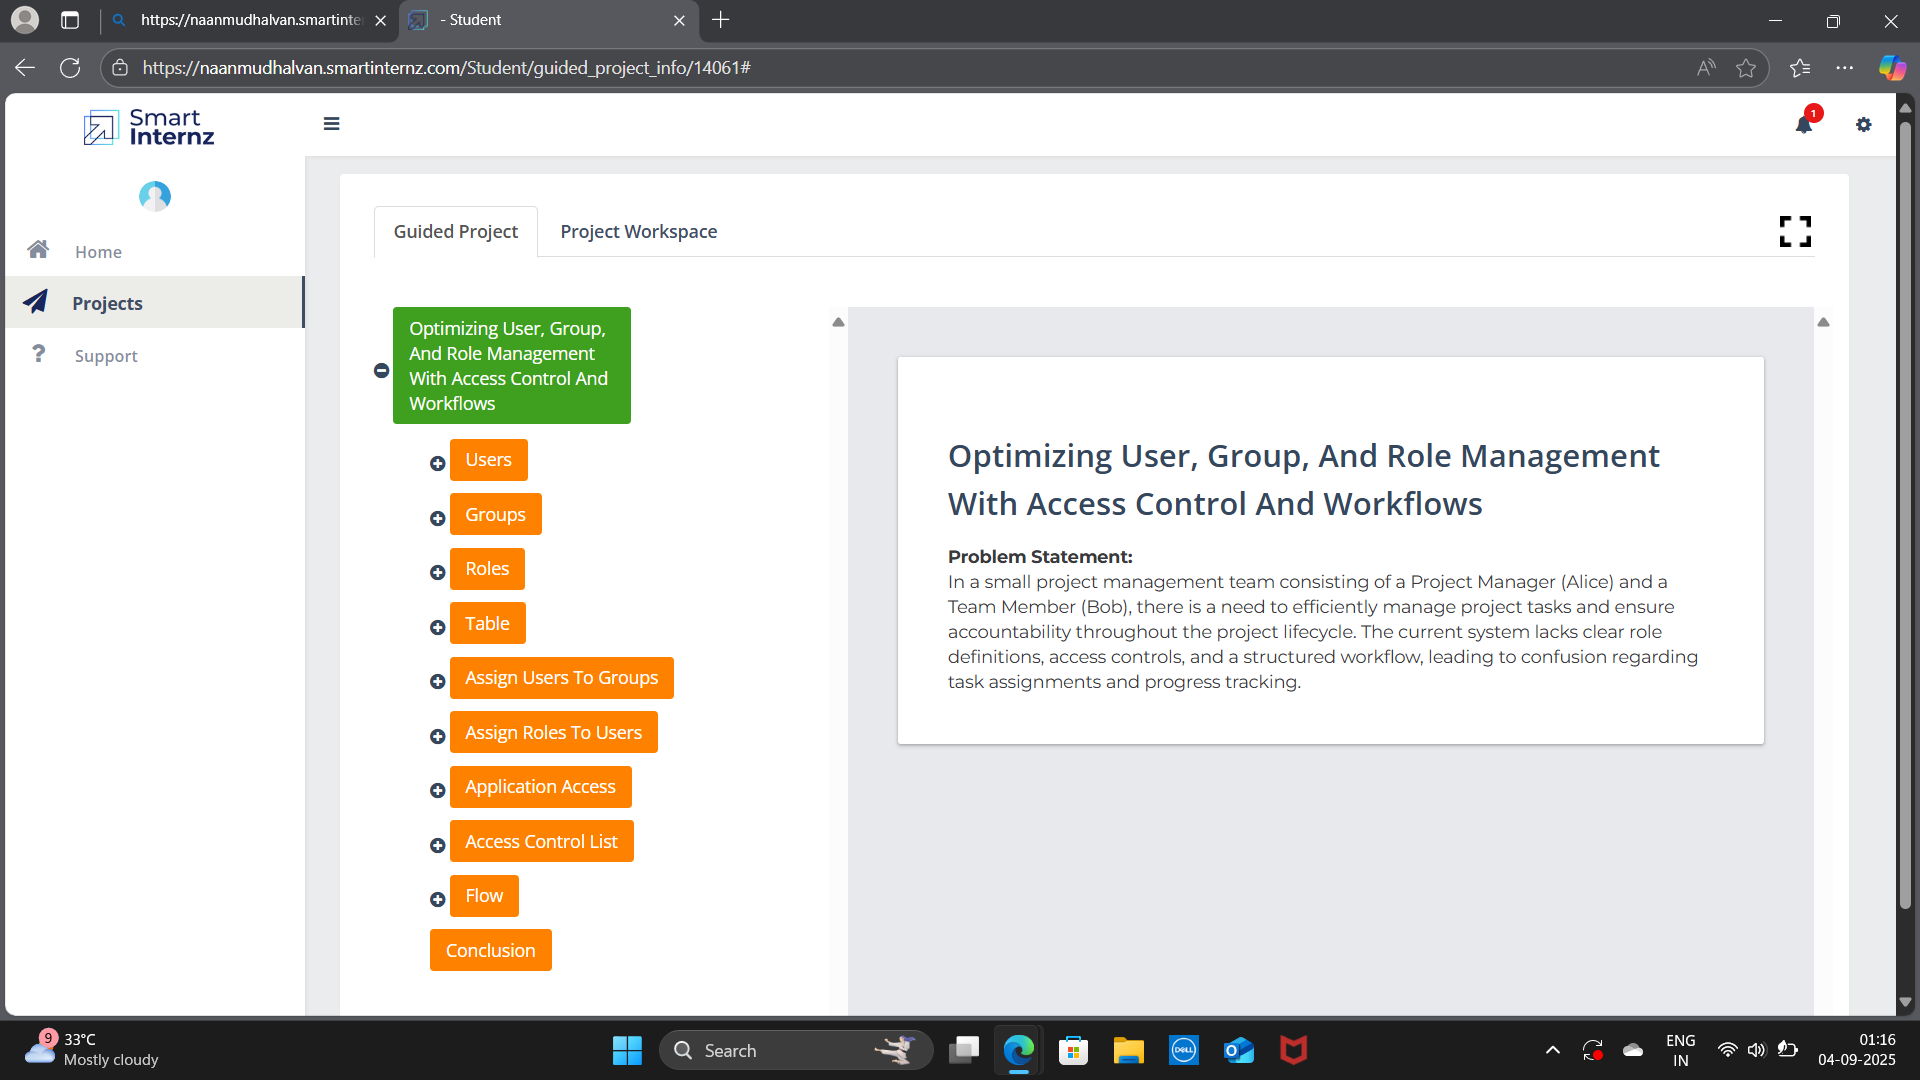 https://naanmudhalvan.smartinte
- Student
https://naanmudhalvan.smartinternz.com/Student/guided_project_info/14061#
Smart
Internz
1
Home
Projects
Support
Guided Project
Project Workspace
Optimizing User, Group,
And Role Management
With Access Control And
Workflows
Users
Groups
Roles
Table
Assign Users To Groups
Assign Roles To Users
Application Access
Access Control List
Flow
Conclusion
Optimizing User, Group, And Role Management
With Access Control And Workflows
Problem Statement:
In a small project management team consisting of a Project Manager (Alice) and a
Team Member (Bob), there is a need to efficiently manage project tasks and ensure
accountability throughout the project lifecycle. The current system lacks clear role
definitions, access controls, and a structured workflow, leading to confusion regarding
task assignments and progress tracking.
9
33°C
Mostly cloudy
Search
DELL
ENG
IN
01:16
04-09-2025